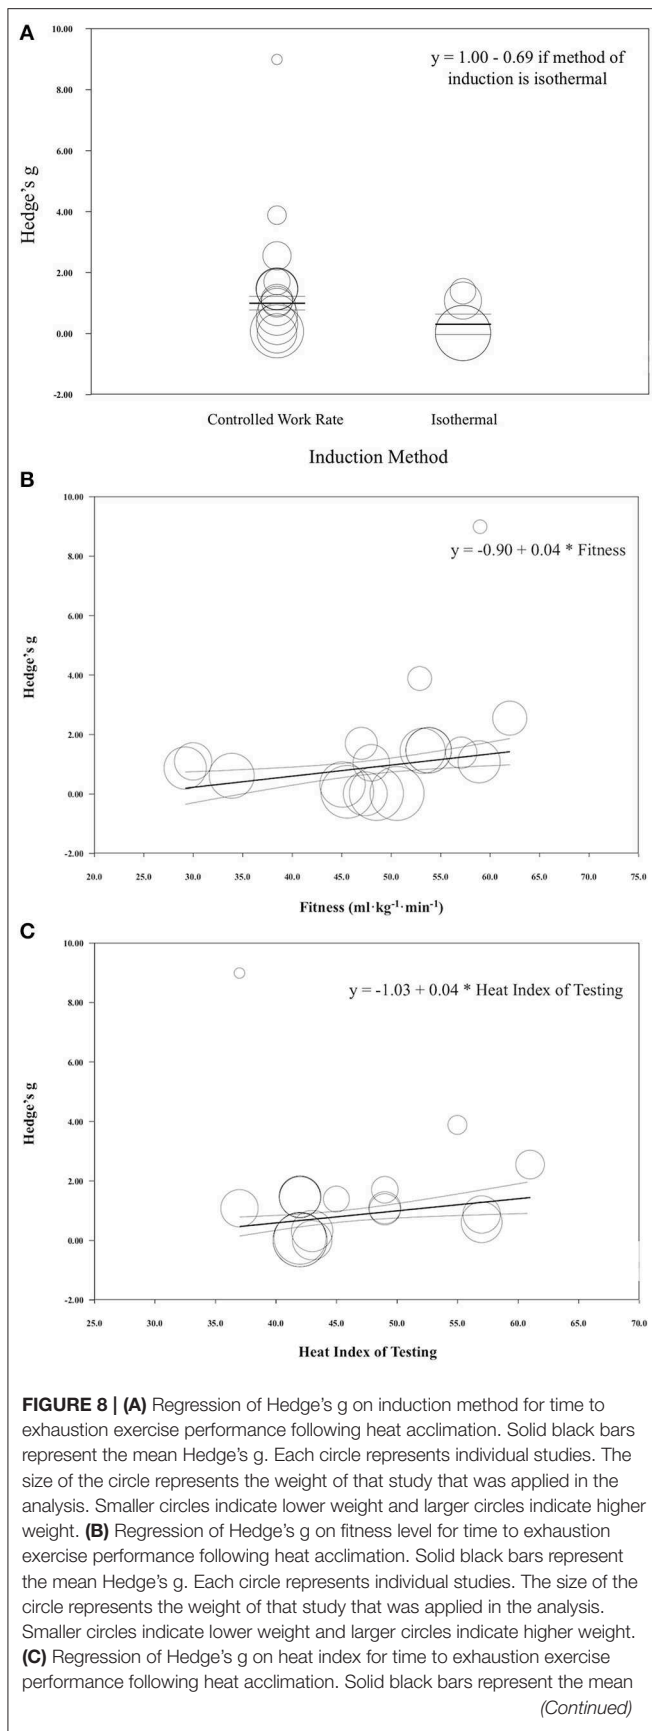 A
10.00
8.00
6.00
4.00
2.00
0.00
-2.00
Hedge's g
y = 1.00 - 0.69 if method of
induction is isothermal
Controlled Work Rate
Isothermal
Induction Method
B
10.00
8.00
6.00
4.00
2.00
0.00
-2.00
Hedge's g
y = -0.90 + 0.04 * Fitness
20.0 25.0 30.0 35.0 40.0 45.0 50.0 55.0 60.0 65.0 70.0 75.0
Fitness (ml·kg⁻¹·min⁻¹)
C
10.00
8.00
6.00
4.00
2.00
0.00
-2.00
Hedge's g
y = -1.03 + 0.04 * Heat Index of Testing
25.0 30.0 35.0 40.0 45.0 50.0 55.0 60.0 65.0 70.0
Heat Index of Testing
FIGURE 8 | (A) Regression of Hedge's g on induction method for time to
exhaustion exercise performance following heat acclimation. Solid black bars
represent the mean Hedge's g. Each circle represents individual studies. The
size of the circle represents the weight of that study that was applied in the
analysis. Smaller circles indicate lower weight and larger circles indicate higher
weight. (B) Regression of Hedge's g on fitness level for time to exhaustion
exercise performance following heat acclimation. Solid black bars represent
the mean Hedge's g. Each circle represents individual studies. The size of the
circle represents the weight of that study that was applied in the analysis.
Smaller circles indicate lower weight and larger circles indicate higher weight.
(C) Regression of Hedge's g on heat index for time to exhaustion exercise
performance following heat acclimation. Solid black bars represent the mean
(Continued)